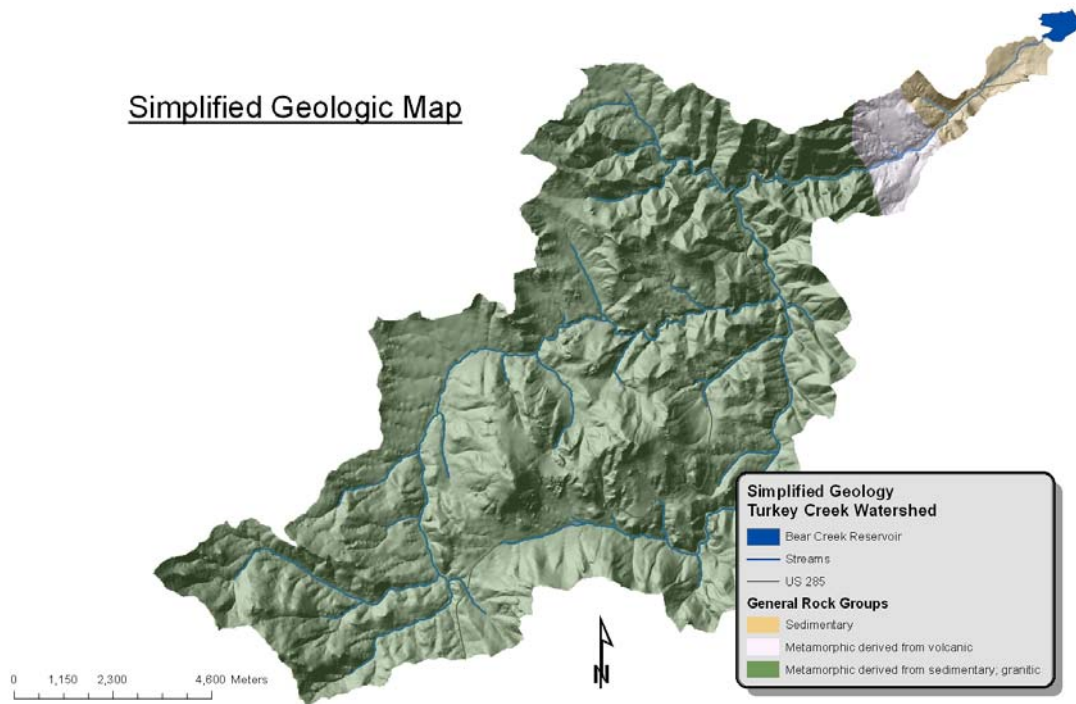 Simplified Geologic Map
Simplified Geology
Turkey Creek Watershed
Bear Creek Reservoir
Streams
US 285
General Rock Groups
Sedimentary
Metamorphic derived from volcanic
Metamorphic derived from sedimentary; granitic
N
0 1,150 2,300 4,600 Meters